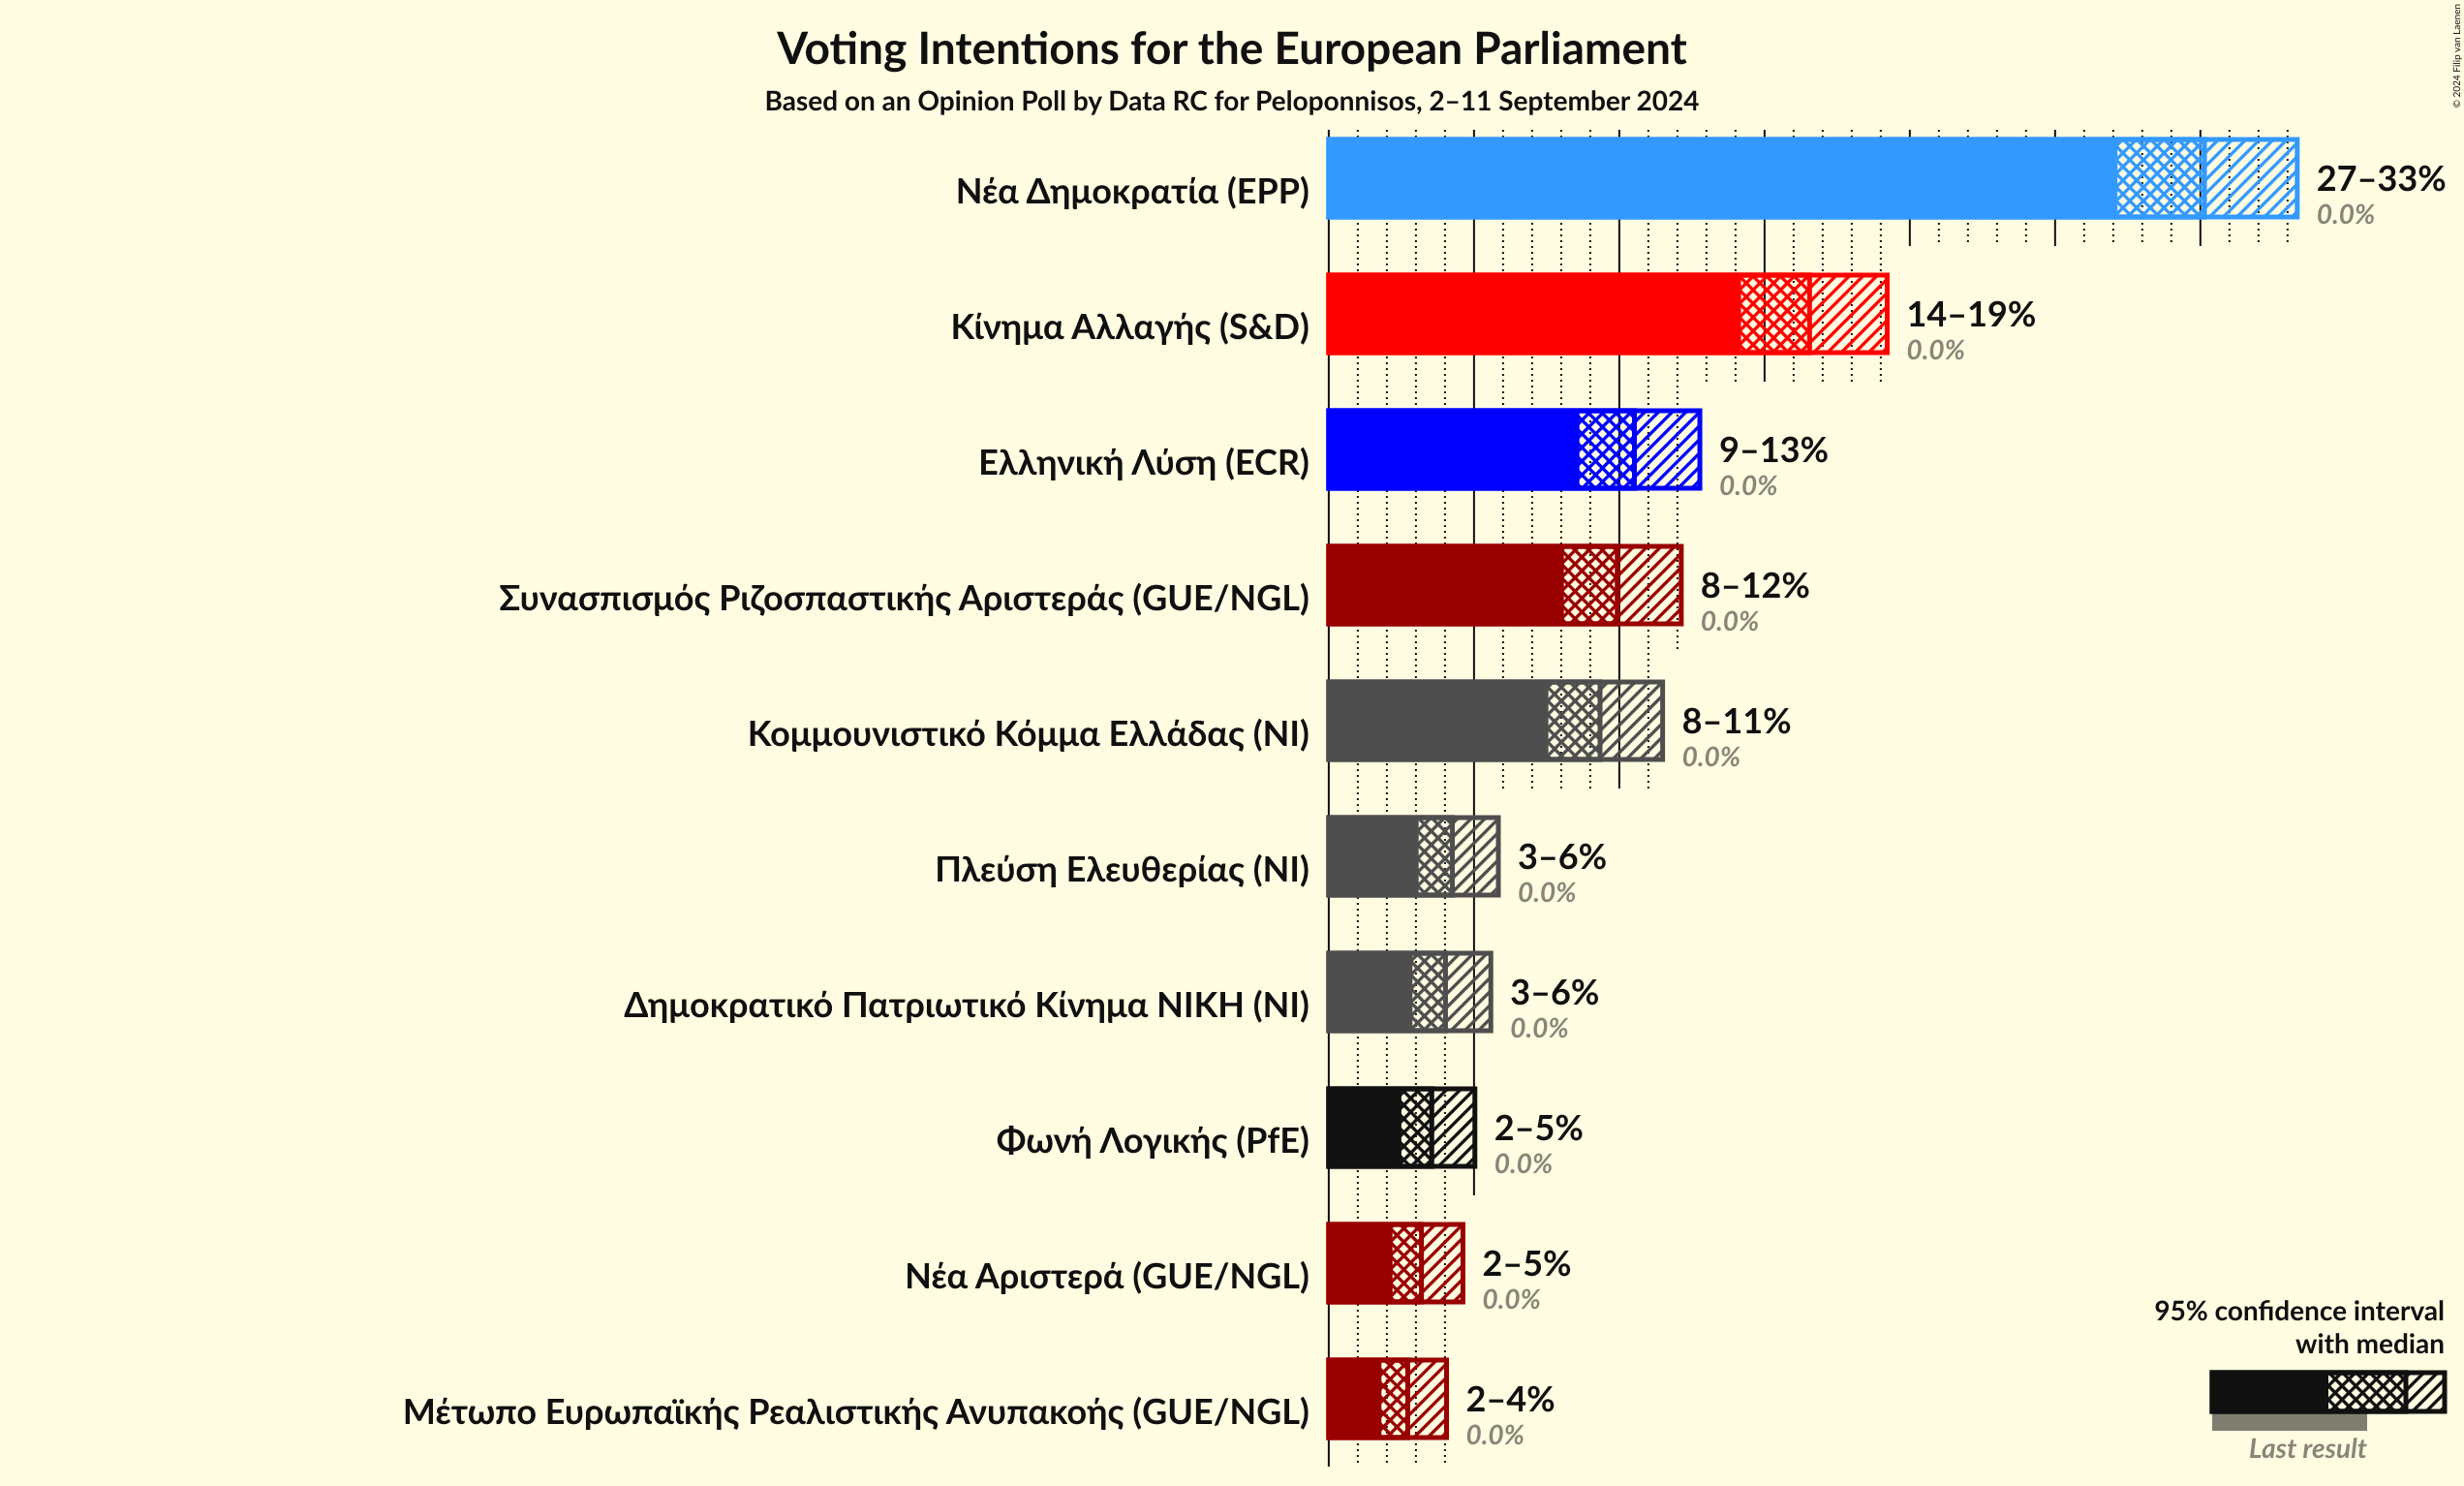 Voting Intentions for the European Parliament
Based on an Opinion Poll by Data RC for Peloponnisos, 2–11 September 2024
© 2024 Filip van Laenen
Νέα Δημοκρατία (EPP)
27–33%
0.0%
Κίνημα Αλλαγής (S&D)
14–19%
0.0%
Ελληνική Λύση (ECR)
9–13%
0.0%
Συνασπισμός Ριζοσπαστικής Αριστεράς (GUE/NGL)
8–12%
0.0%
Κομμουνιστικό Κόμμα Ελλάδας (NI)
8–11%
0.0%
Πλεύση Ελευθερίας (NI)
3–6%
0.0%
Δημοκρατικό Πατριωτικό Κίνημα ΝΙΚΗ (NI)
3–6%
0.0%
Φωνή Λογικής (PfE)
2–5%
0.0%
Νέα Αριστερά (GUE/NGL)
2–5%
0.0%
Μέτωπο Ευρωπαϊκής Ρεαλιστικής Ανυπακοής (GUE/NGL)
2–4%
0.0%
95% confidence interval
with median
Last result